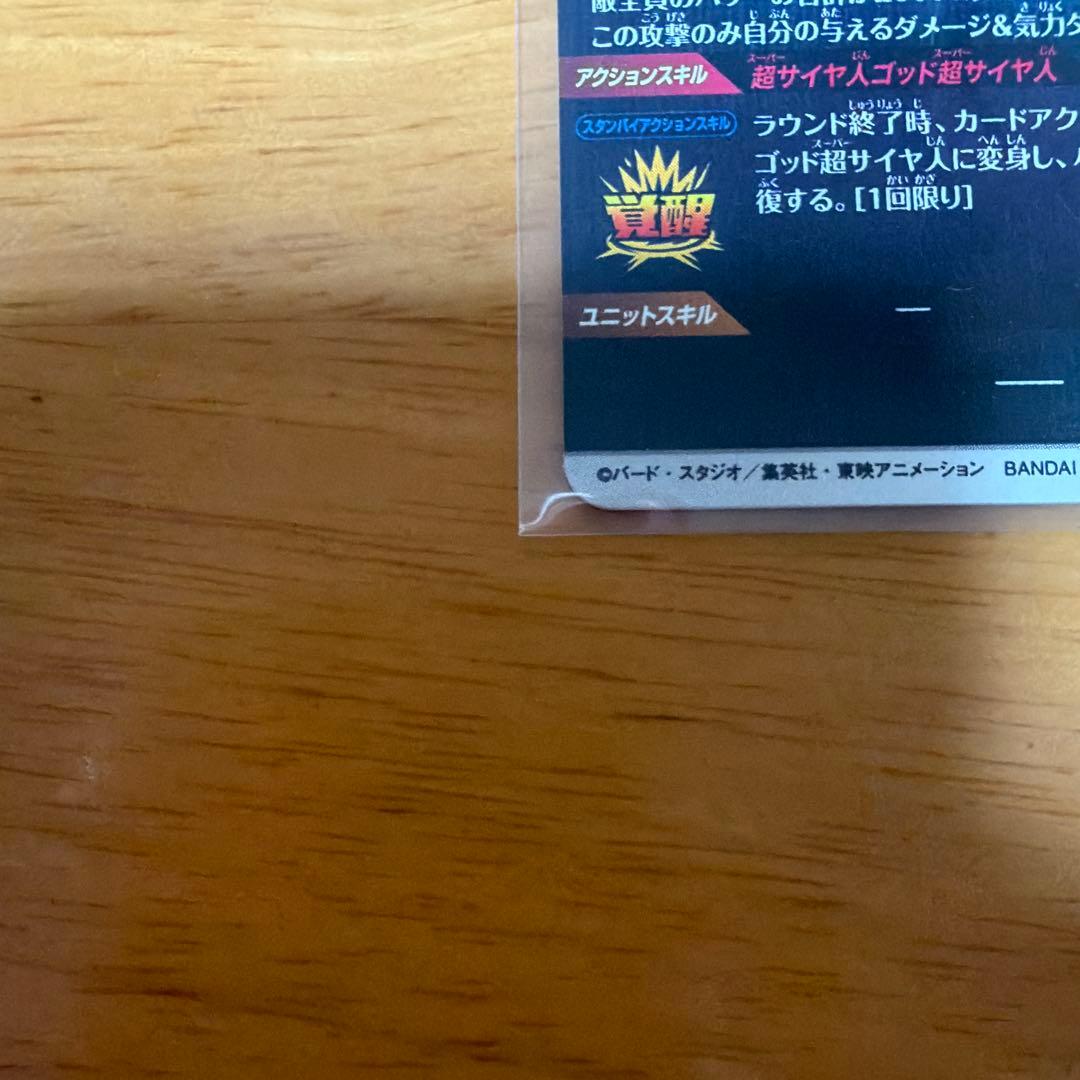 この攻撃のみ自分の与えるダメージ&気力ダ
アクションスキル 超サイヤ人ゴッド超サイヤ人
スタンバイアクションスキル ラウンド終了時、カードアク
ゴッド超サイヤ人に変身し、
覚醒 復する。[1回限り]
ユニットスキル ー
©バード・スタジオ/集英社・東映アニメーション BANDAI